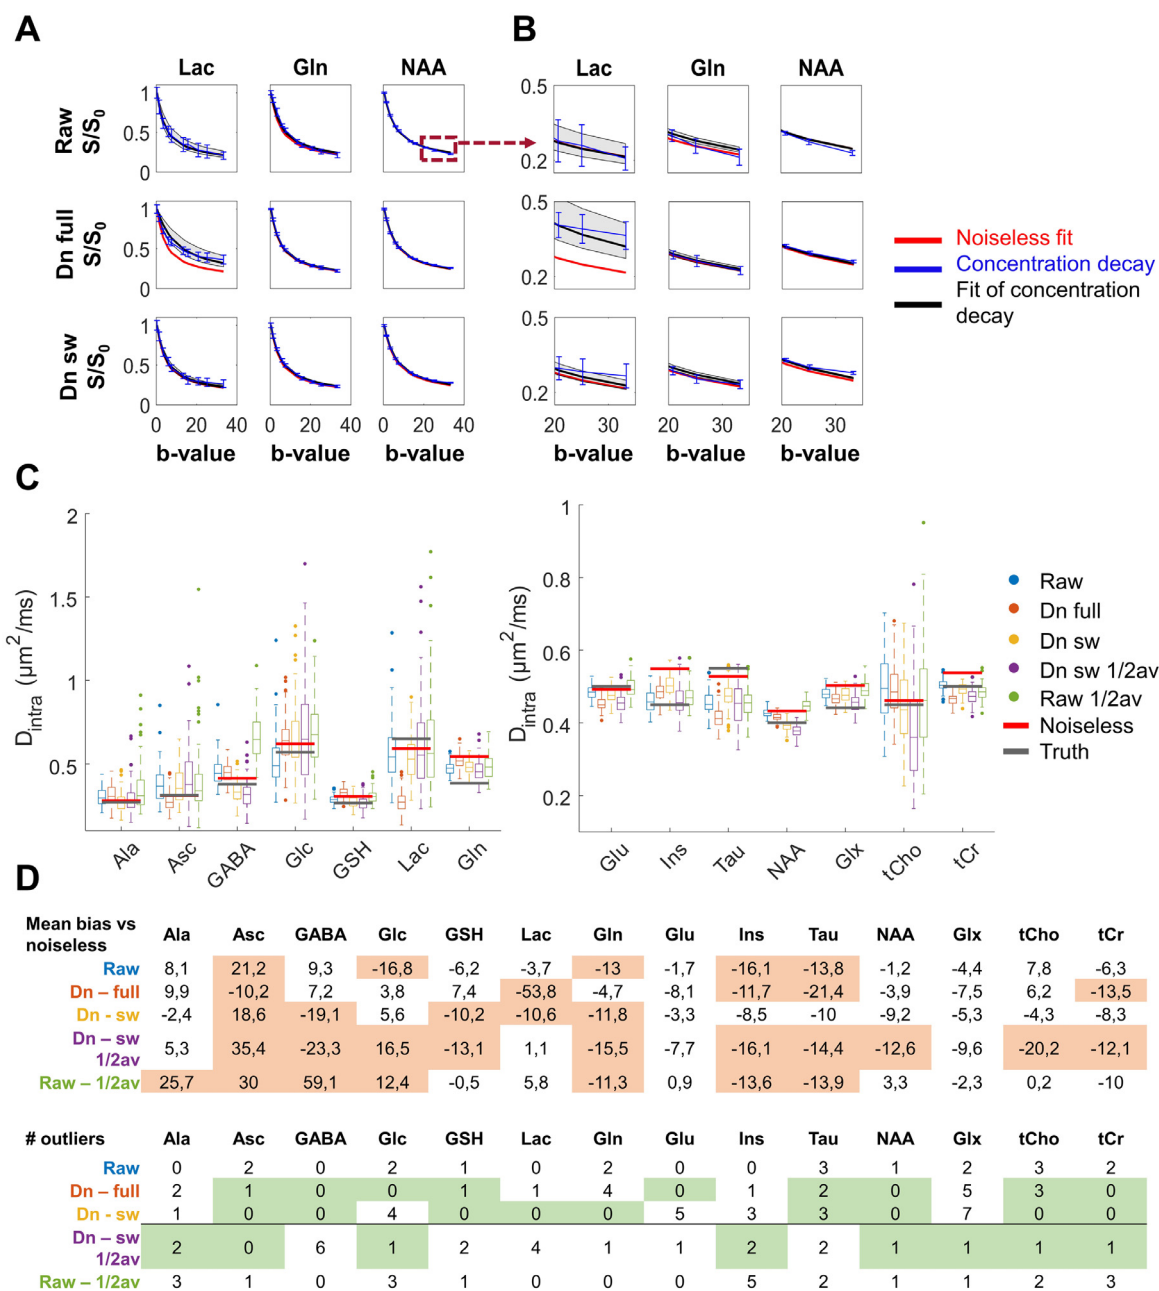 A
B
Lac Gln NAA
Lac Gln NAA
Raw
S/S0
1
0.5
0
0.5
0.2
Dn full
S/S0
1
0.5
0
0.5
0.2
Dn sw
S/S0
1
0.5
0
0.5
0.2
0 20 40 0 20 40 0 20 40
20 30 20 30 20 30
b-value b-value b-value
b-value b-value b-value
Noiseless fit
Concentration decay
Fit of concentration
decay
C
Dintra (µm2/ms)
2
1.5
1
0.5
Ala Asc GABA Glc GSH Lac Gln
Dintra (µm2/ms)
1
0.8
0.6
0.4
0.2
Glu Ins Tau NAA Glx tCho tCr
Raw
Dn full
Dn sw
Dn sw 1/2av
Raw 1/2av
Noiseless
Truth
D
Mean bias vs
noiseless
Ala Asc GABA Glc GSH Lac Gln Glu Ins Tau NAA Glx tCho tCr
Raw 8,1 21,2 9,3 -16,8 -6,2 -3,7 -13 -1,7 -16,1 -13,8 -1,2 -4,4 7,8 -6,3
Dn – full 9,9 -10,2 7,2 3,8 7,4 -53,8 -4,7 -8,1 -11,7 -21,4 -3,9 -7,5 6,2 -13,5
Dn - sw -2,4 18,6 -19,1 5,6 -10,2 -10,6 -11,8 -3,3 -8,5 -10 -9,2 -5,3 -4,3 -8,3
Dn – sw
1/2av
5,3 35,4 -23,3 16,5 -13,1 1,1 -15,5 -7,7 -16,1 -14,4 -12,6 -9,6 -20,2 -12,1
Raw – 1/2av 25,7 30 59,1 12,4 -0,5 5,8 -11,3 0,9 -13,6 -13,9 3,3 -2,3 0,2 -10
# outliers Ala Asc GABA Glc GSH Lac Gln Glu Ins Tau NAA Glx tCho tCr
Raw 0 2 0 2 1 0 2 0 0 3 1 2 3 2
Dn – full 2 1 0 0 1 1 4 0 1 2 0 5 3 0
Dn - sw 1 0 0 4 0 0 0 5 3 3 0 7 0 0
Dn – sw
1/2av
2 0 6 1 2 4 1 1 2 2 1 1 1 1
Raw – 1/2av 3 1 0 3 1 0 0 0 5 2 1 1 2 3